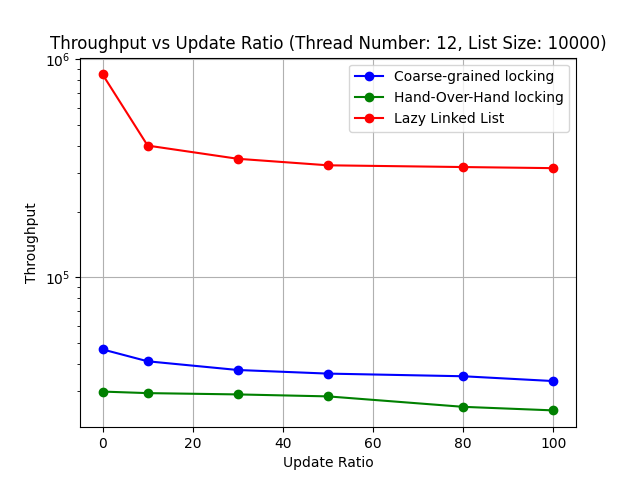 Throughput vs Update Ratio (Thread Number: 12, List Size: 10000)
10⁶
Coarse-grained locking
Hand-Over-Hand locking
Lazy Linked List
Throughput
10⁵
0 20 40 60 80 100
Update Ratio